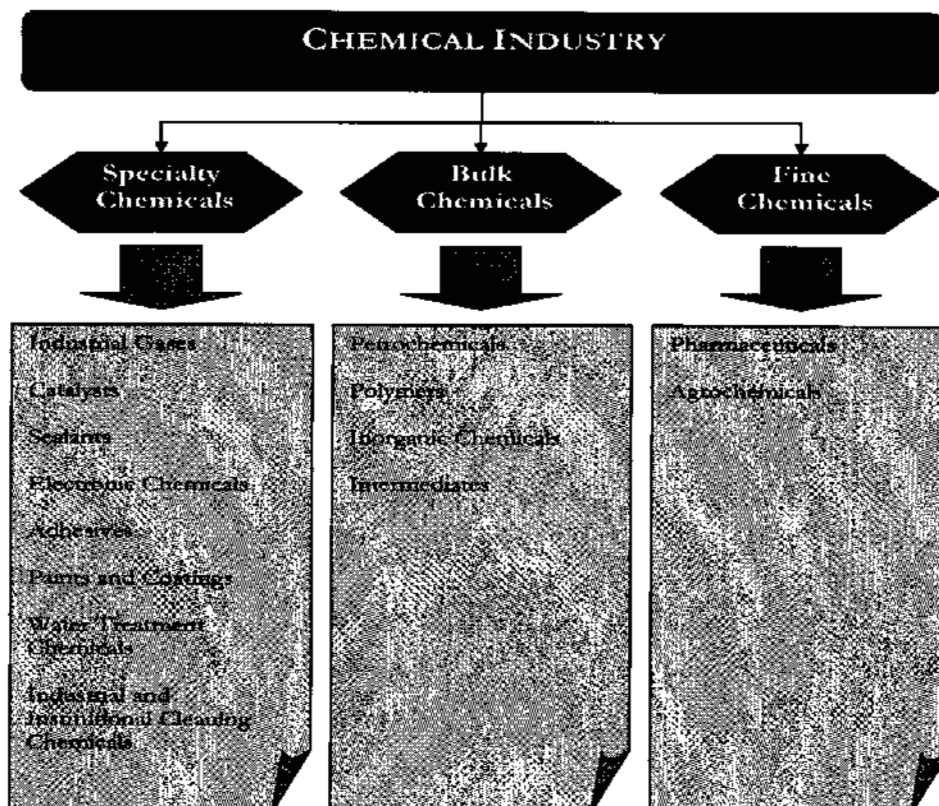 CHEMICAL INDUSTRY
Specialty
Chemicals
Bulk
Chemicals
Fine
Chemicals
Industrial Gases
Catalysts
Sealants
Electronic Chemicals
Adhesives
Paints and Coatings
Water Treatment
Chemicals
Industrial and
Institutional Cleaning
Chemicals
Petrochemicals
Polymers
Inorganic Chemicals
Intermediates
Pharmaceuticals
Agrochemicals